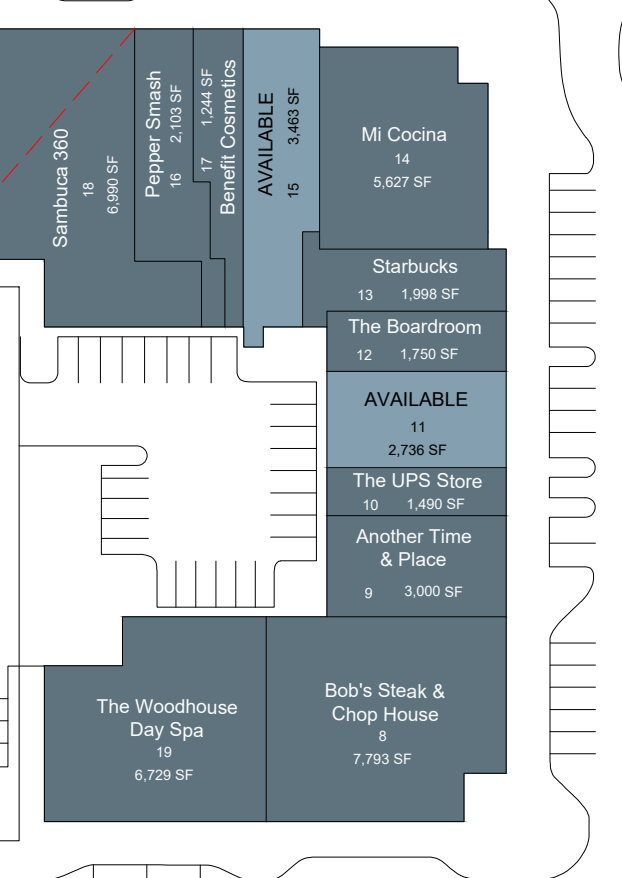 Sambuca 360
18
6,990 SF
Pepper Smash
16 2,103 SF
17 1,244 SF
Benefit Cosmetics
AVAILABLE
15 3,463 SF
Mi Cocina
14
5,627 SF
Starbucks
13 1,998 SF
The Boardroom
12 1,750 SF
AVAILABLE
11
2,736 SF
The UPS Store
10 1,490 SF
Another Time
& Place
9 3,000 SF
The Woodhouse
Day Spa
19
6,729 SF
Bob's Steak &
Chop House
8
7,793 SF